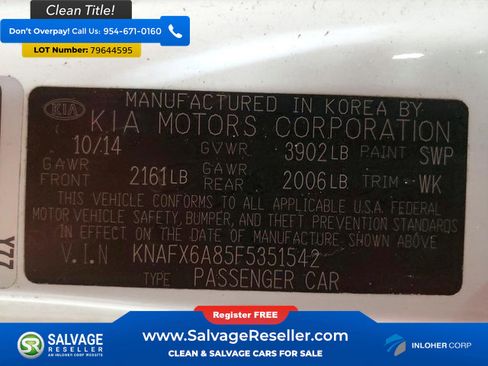 Clean Title!
Don't Overpay! Call Us: 954-671-0160
LOT Number: 79644595
KIA MANUFACTURED IN KOREA BY
KIA MOTORS CORPORATION
10/14 GVWR 3902LB PAINT SWP
GAWR FRONT 2161LB GAWR REAR 2006LB TRIM WK
THIS VEHICLE CONFORMS TO ALL APPLICABLE U.S.A. FEDERAL
MOTOR VEHICLE SAFETY, BUMPER, AND THEFT PREVENTION STANDARDS
IN EFFECT ON THE DATE OF MANUFACTURE SHOWN ABOVE.
V.I.N KNAFX6A85F5351542
TYPE PASSENGER CAR
YZZ
Register FREE!
SALVAGE RESELLER
AN INLOHER CORP WEBSITE
www.SalvageReseller.com
CLEAN & SALVAGE CARS FOR SALE
INLOHER CORP